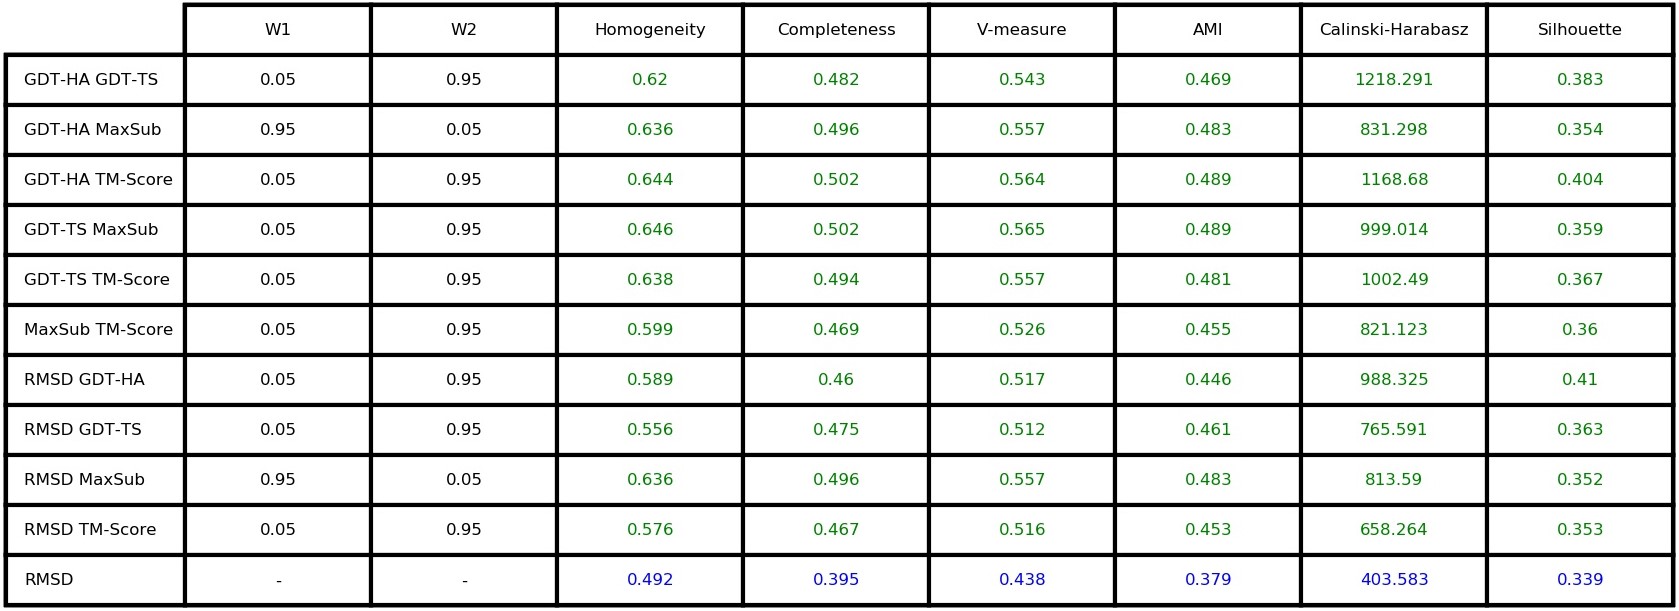 W1 W2 Homogeneity Completeness V-measure AMI Calinski-Harabasz Silhouette
GDT-HA GDT-TS 0.05 0.95 0.62 0.482 0.543 0.469 1218.291 0.383
GDT-HA MaxSub 0.95 0.05 0.636 0.496 0.557 0.483 831.298 0.354
GDT-HA TM-Score 0.05 0.95 0.644 0.502 0.564 0.489 1168.68 0.404
GDT-TS MaxSub 0.05 0.95 0.646 0.502 0.565 0.489 999.014 0.359
GDT-TS TM-Score 0.05 0.95 0.638 0.494 0.557 0.481 1002.49 0.367
MaxSub TM-Score 0.05 0.95 0.599 0.469 0.526 0.455 821.123 0.36
RMSD GDT-HA 0.05 0.95 0.589 0.46 0.517 0.446 988.325 0.41
RMSD GDT-TS 0.05 0.95 0.556 0.475 0.512 0.461 765.591 0.363
RMSD MaxSub 0.95 0.05 0.636 0.496 0.557 0.483 813.59 0.352
RMSD TM-Score 0.05 0.95 0.576 0.467 0.516 0.453 658.264 0.353
RMSD - - 0.492 0.395 0.438 0.379 403.583 0.339